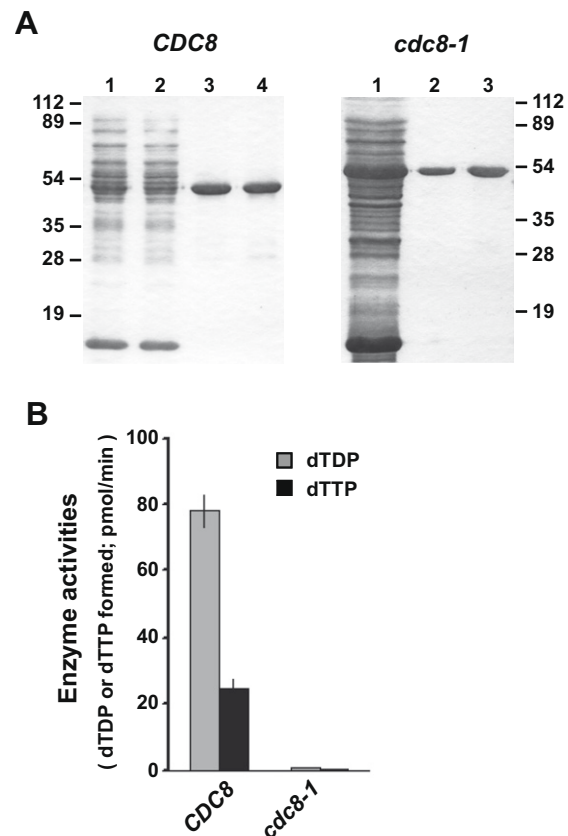 A
CDC8
cdc8-1
1 2 3 4
1 2 3
112
89
54
35
28
19
112
89
54
35
28
19
B
Enzyme activities
( dTDP or dTTP formed; pmol/min )
100
80
60
40
20
0
dTDP
dTTP
CDC8
cdc8-1